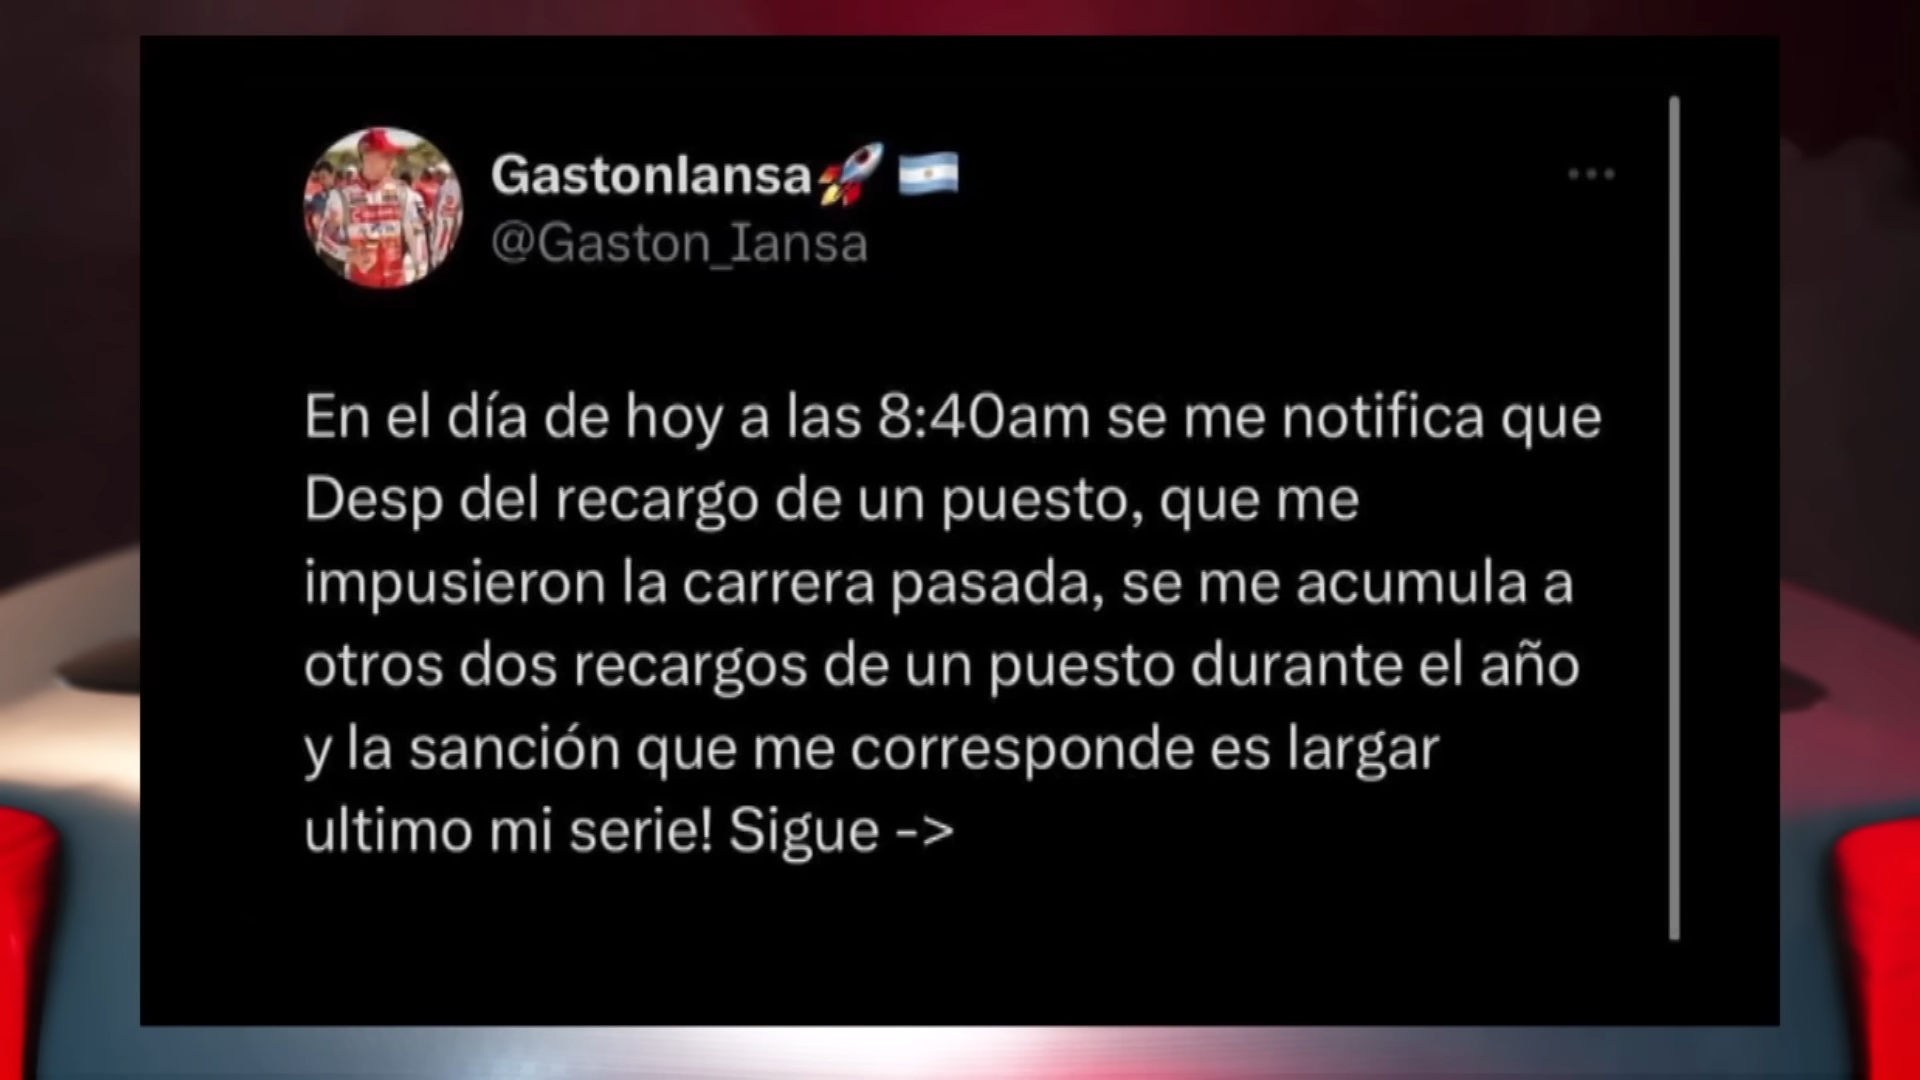 GastonIansa🚀🇦🇷
@Gaston_Iansa
En el día de hoy a las 8:40am se me notifica que
Desp del recargo de un puesto, que me
impusieron la carrera pasada, se me acumula a
otros dos recargos de un puesto durante el año
y la sanción que me corresponde es largar
ultimo mi serie! Sigue ->